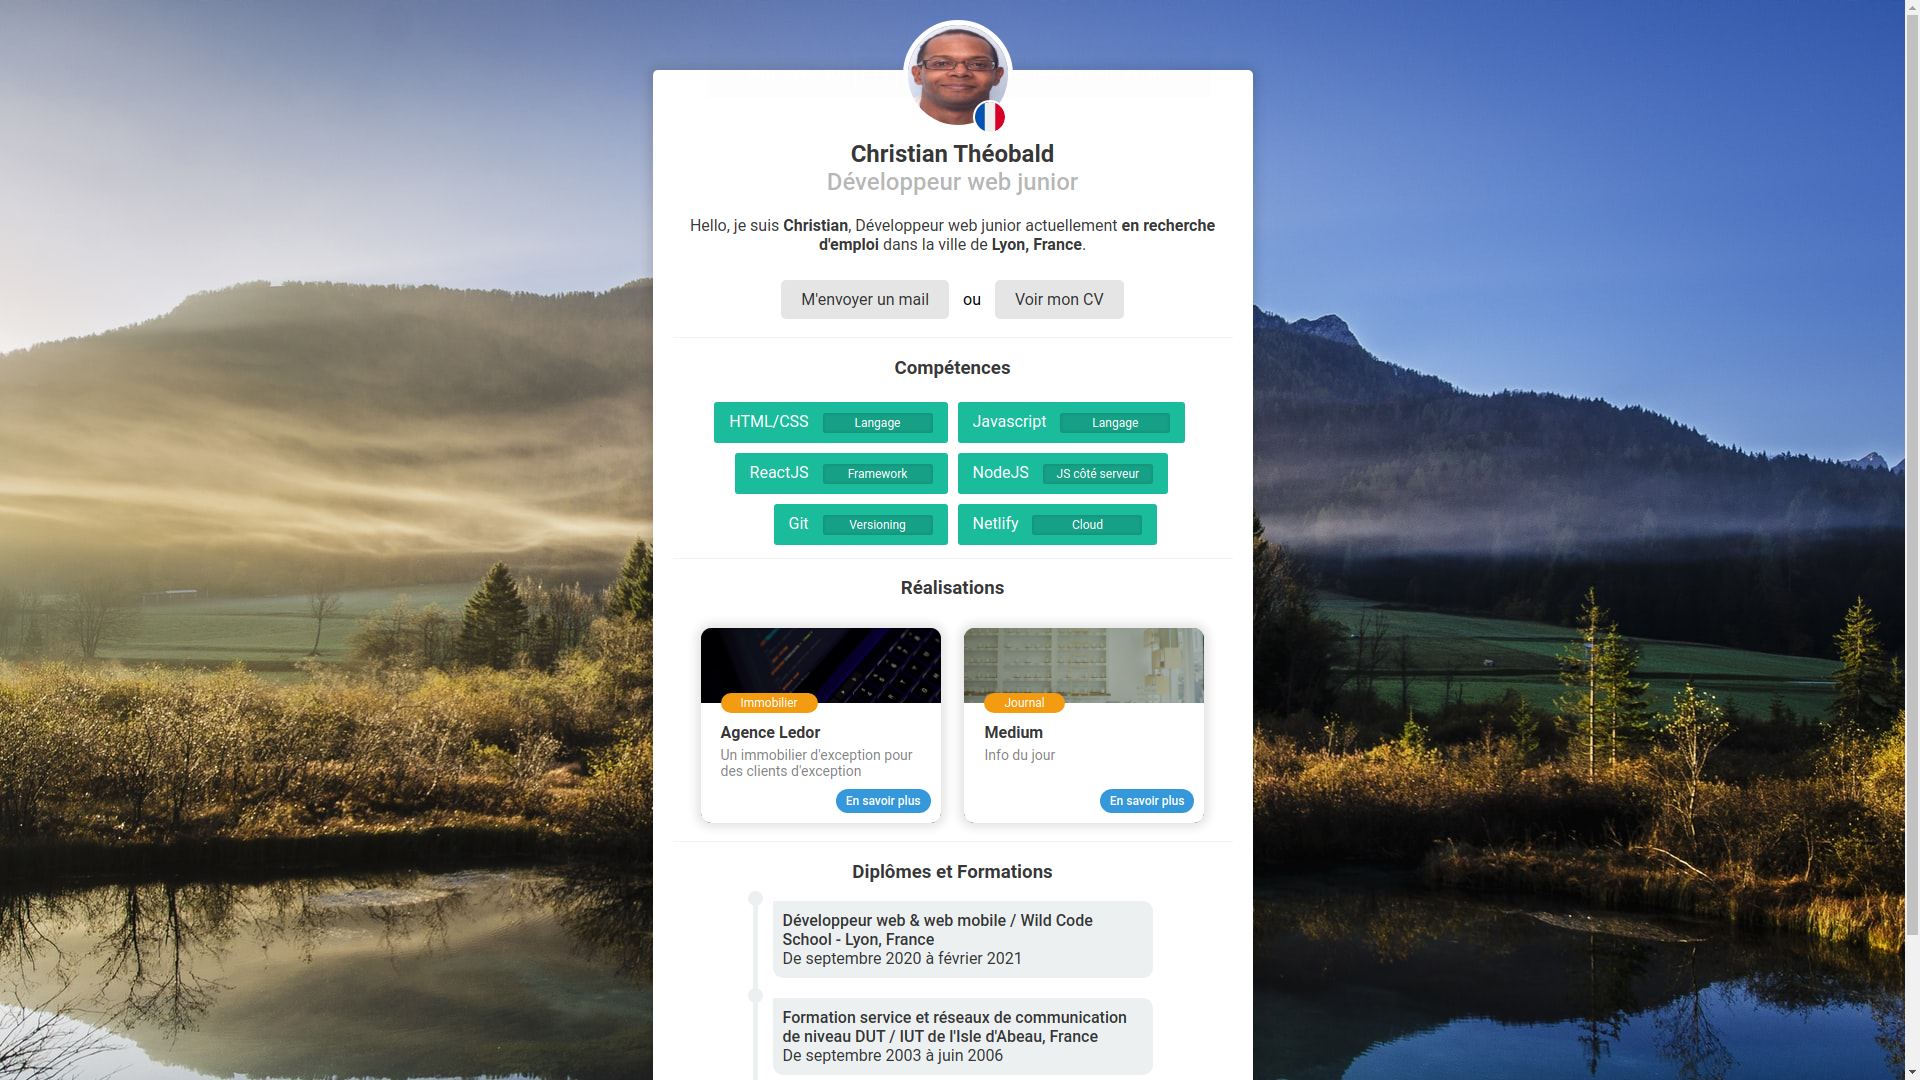 Christian Théobald
Développeur web junior
Hello, je suis Christian, Développeur web junior actuellement en recherche
d'emploi dans la ville de Lyon, France.
M'envoyer un mail ou Voir mon CV
Compétences
HTML/CSS Langage Javascript Langage
ReactJS Framework NodeJS JS côté serveur
Git Versioning Netlify Cloud
Réalisations
Immobilier
Agence Ledor
Un immobilier d'exception pour
des clients d'exception
En savoir plus
Journal
Medium
Info du jour
En savoir plus
Diplômes et Formations
Développeur web & web mobile / Wild Code
School - Lyon, France
De septembre 2020 à février 2021
Formation service et réseaux de communication
de niveau DUT / IUT de l'Isle d'Abeau, France
De septembre 2003 à juin 2006